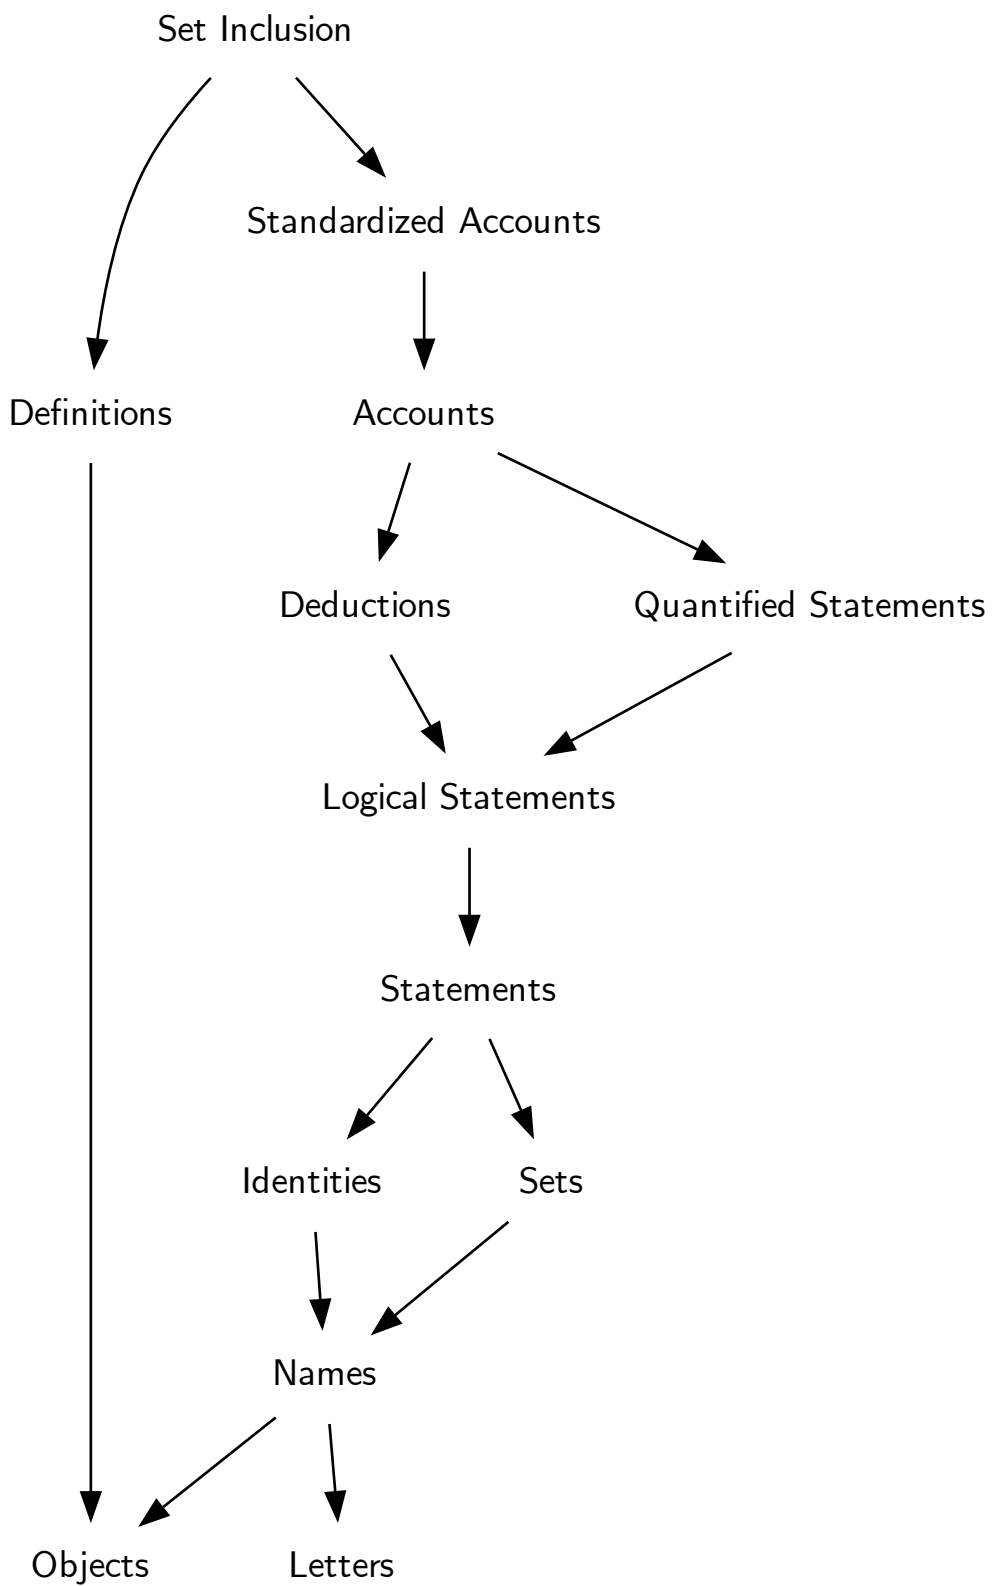 Set Inclusion
Standardized Accounts
Definitions
Accounts
Deductions
Quantified Statements
Logical Statements
Statements
Identities
Sets
Names
Objects
Letters